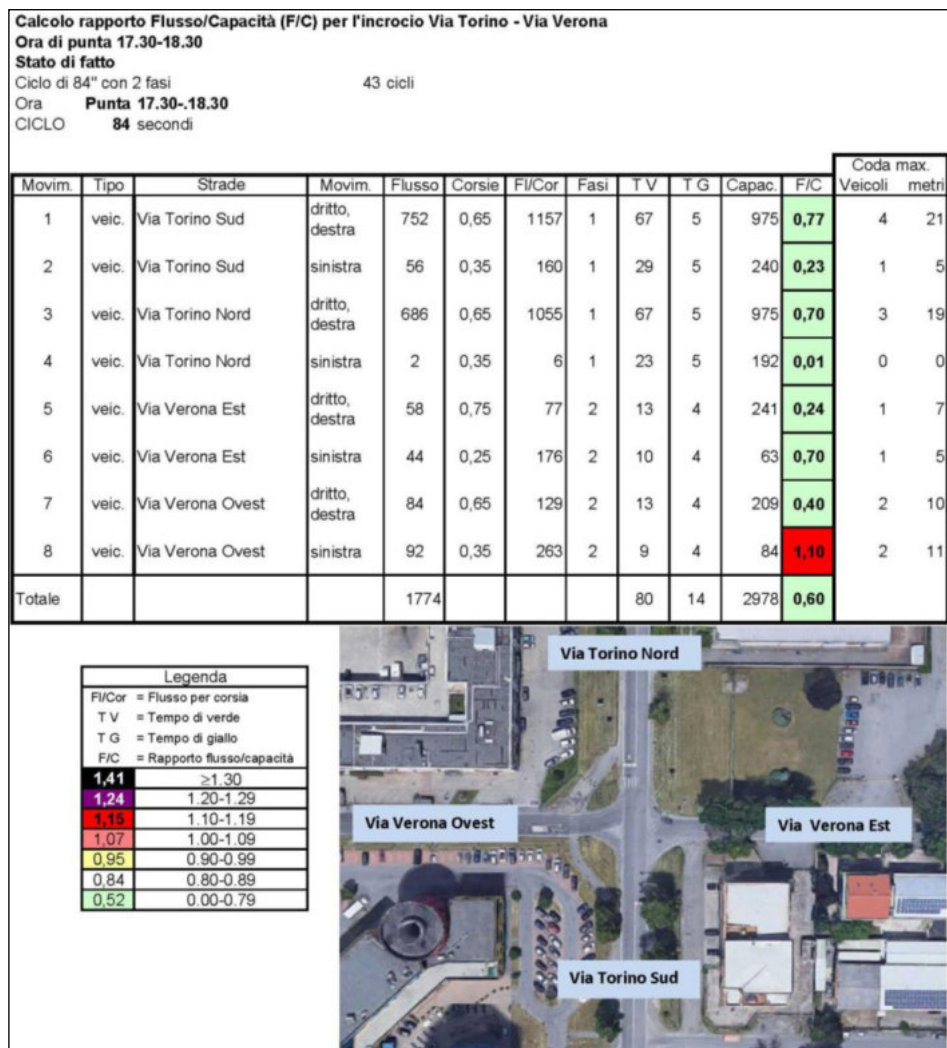 Calcolo rapporto Flusso/Capacità (F/C) per l'incrocio Via Torino - Via Verona
Ora di punta 17.30-18.30
Stato di fatto
Ciclo di 84" con 2 fasi 43 cicli
Ora Punta 17.30-.18.30
CICLO 84 secondi
Coda max.
Movim. Tipo Strade Movim. Flusso Corsie Fl/Cor Fasi T V T G Capac. F/C Veicoli metri
1 veic. Via Torino Sud dritto, destra 752 0,65 1157 1 67 5 975 0,77 4 21
2 veic. Via Torino Sud sinistra 56 0,35 160 1 29 5 240 0,23 1 5
3 veic. Via Torino Nord dritto, destra 686 0,65 1055 1 67 5 975 0,70 3 19
4 veic. Via Torino Nord sinistra 2 0,35 6 1 23 5 192 0,01 0 0
5 veic. Via Verona Est dritto, destra 58 0,75 77 2 13 4 241 0,24 1 7
6 veic. Via Verona Est sinistra 44 0,25 176 2 10 4 63 0,70 1 5
7 veic. Via Verona Ovest dritto, destra 84 0,65 129 2 13 4 209 0,40 2 10
8 veic. Via Verona Ovest sinistra 92 0,35 263 2 9 4 84 1,10 2 11
Totale 1774 80 14 2978 0,60
Legenda
Fl/Cor = Flusso per corsia
T V = Tempo di verde
T G = Tempo di giallo
F/C = Rapporto flusso/capacità
1,41 ≥1.30
1,24 1.20-1.29
1,15 1.10-1.19
1,07 1.00-1.09
0,95 0.90-0.99
0,84 0.80-0.89
0,52 0.00-0.79
Via Torino Nord
Via Verona Ovest
Via Verona Est
Via Torino Sud